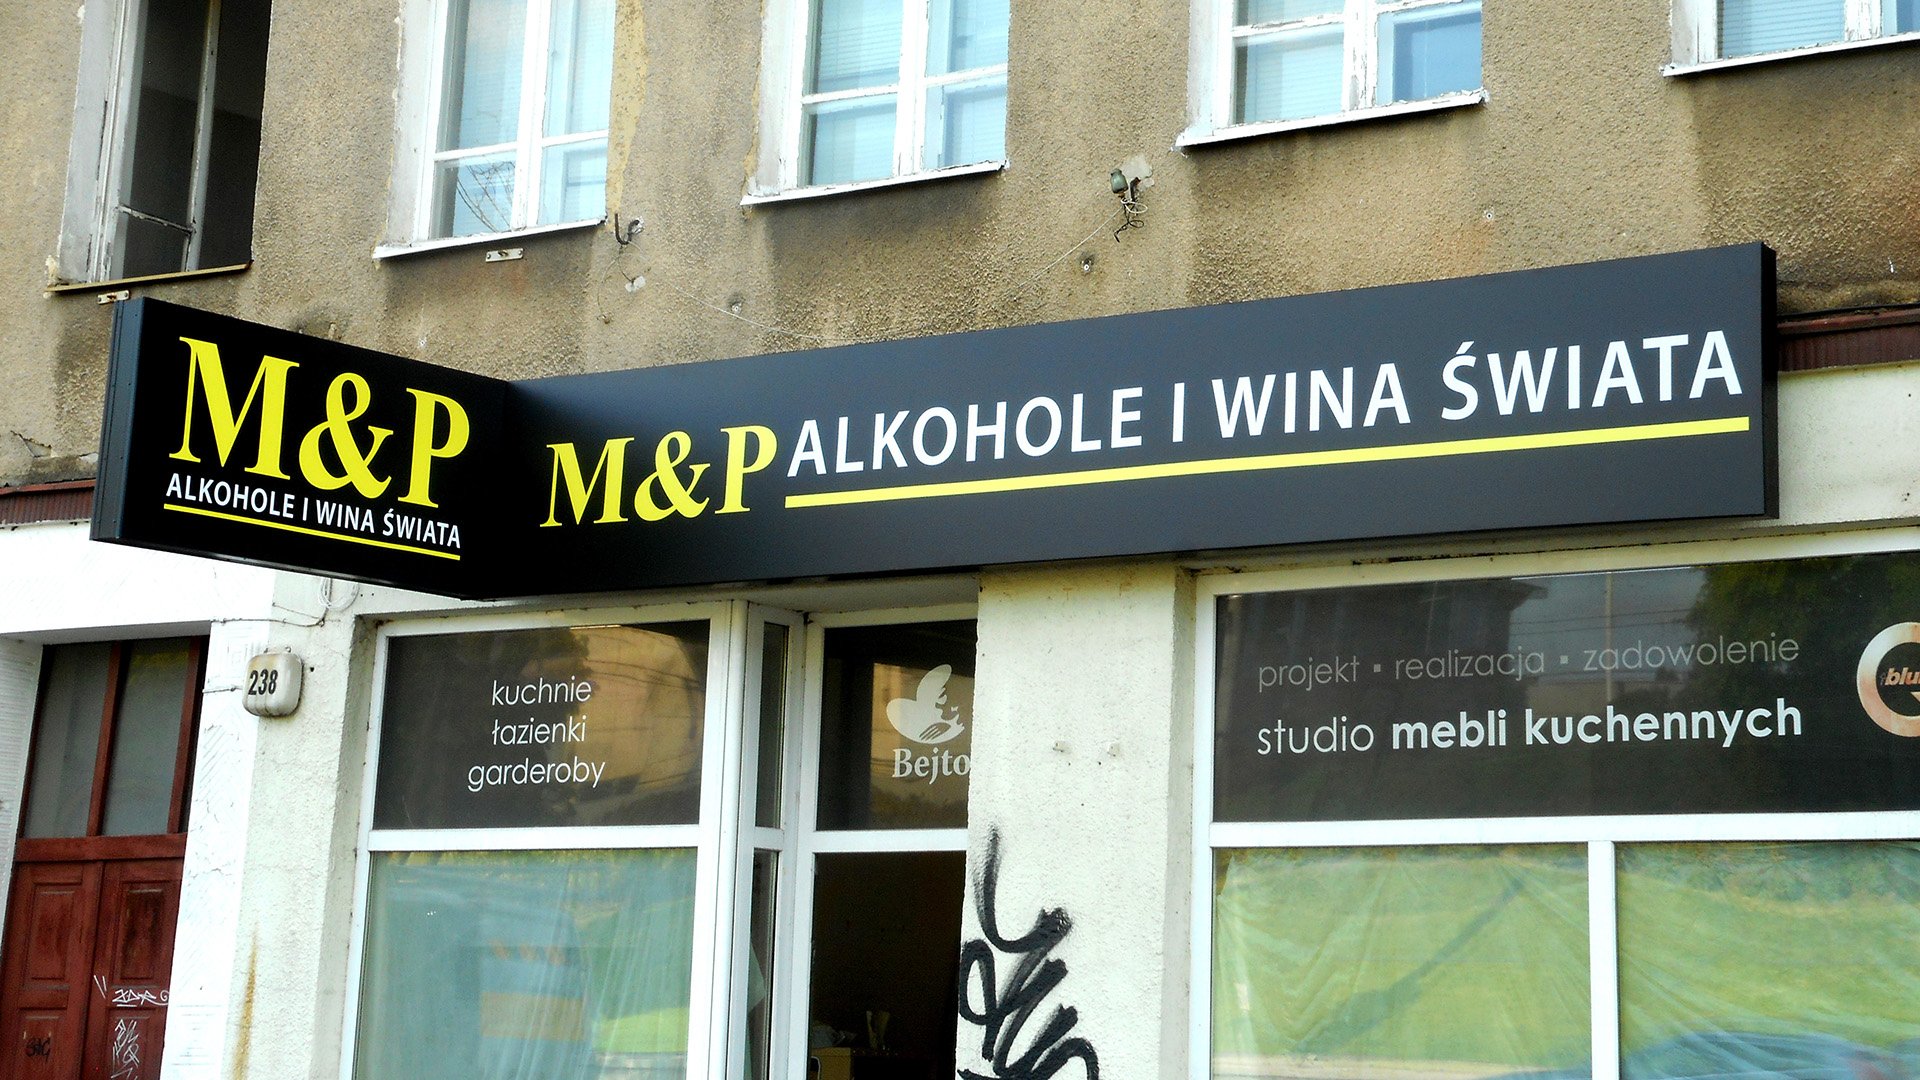 M&P
ALKOHOLE I WINA ŚWIATA
M&P ALKOHOLE I WINA ŚWIATA
238
kuchnie
łazienki
garderoby
Bejto
projekt ▪ realizacja ▪ zadowolenie
studio mebli kuchennych